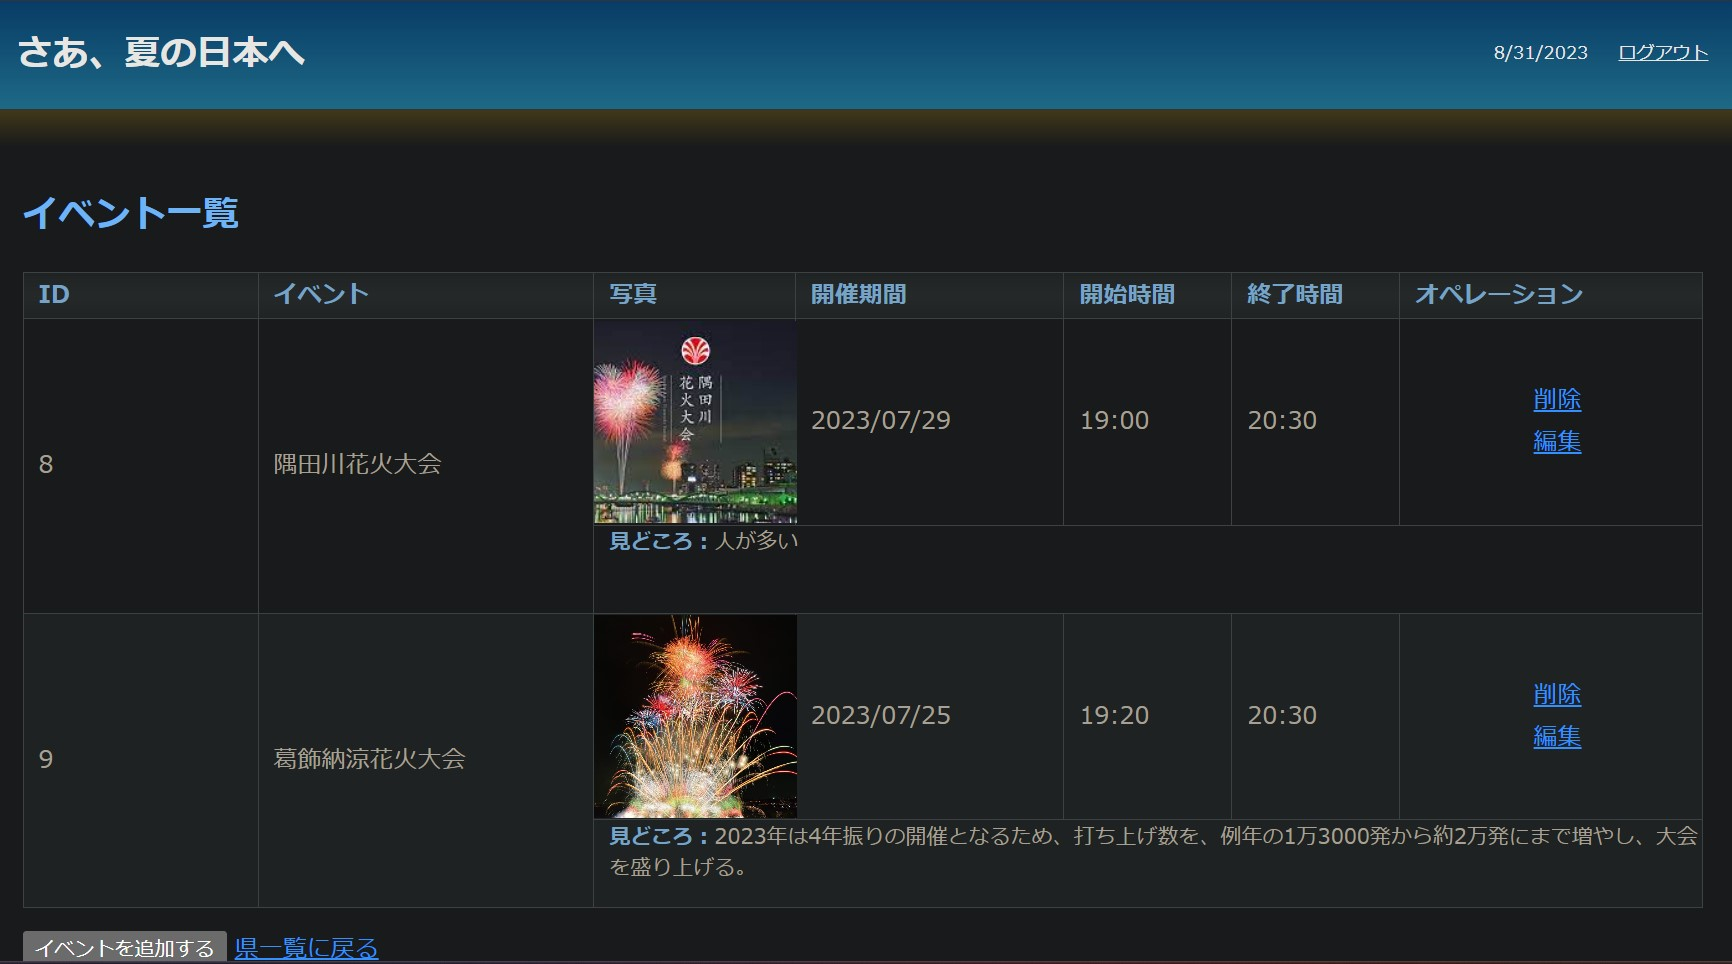 さあ、夏の日本へ
8/31/2023 ログアウト
イベント一覧
ID イベント 写真 開催期間 開始時間 終了時間 オペレーション
8 隅田川花火大会 2023/07/29 19:00 20:30 削除
編集
隅田川
花火大会
見どころ：人が多い
9 葛飾納涼花火大会 2023/07/25 19:20 20:30 削除
編集
見どころ：2023年は4年振りの開催となるため、打ち上げ数を、例年の1万3000発から約2万発にまで増やし、大会
を盛り上げる。
イベントを追加する 県一覧に戻る